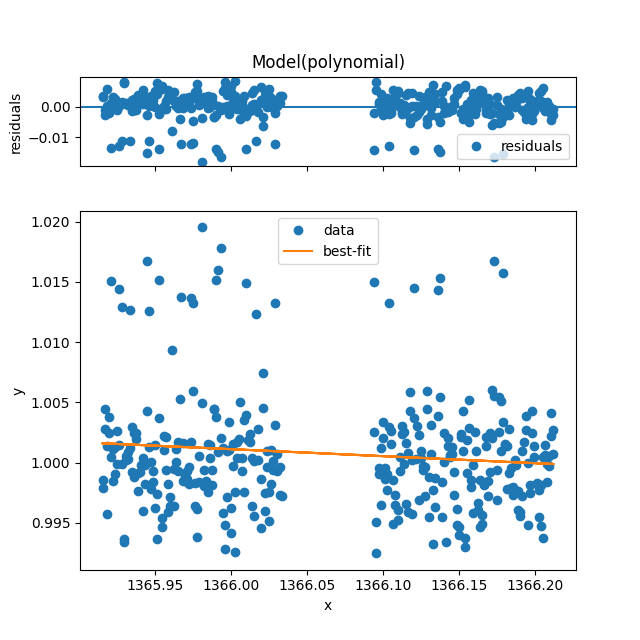 Model(polynomial)
residuals
0.00
−0.01
residuals
y
1.020
1.015
1.010
1.005
1.000
0.995
data
best-fit
1365.95 1366.00 1366.05 1366.10 1366.15 1366.20
x